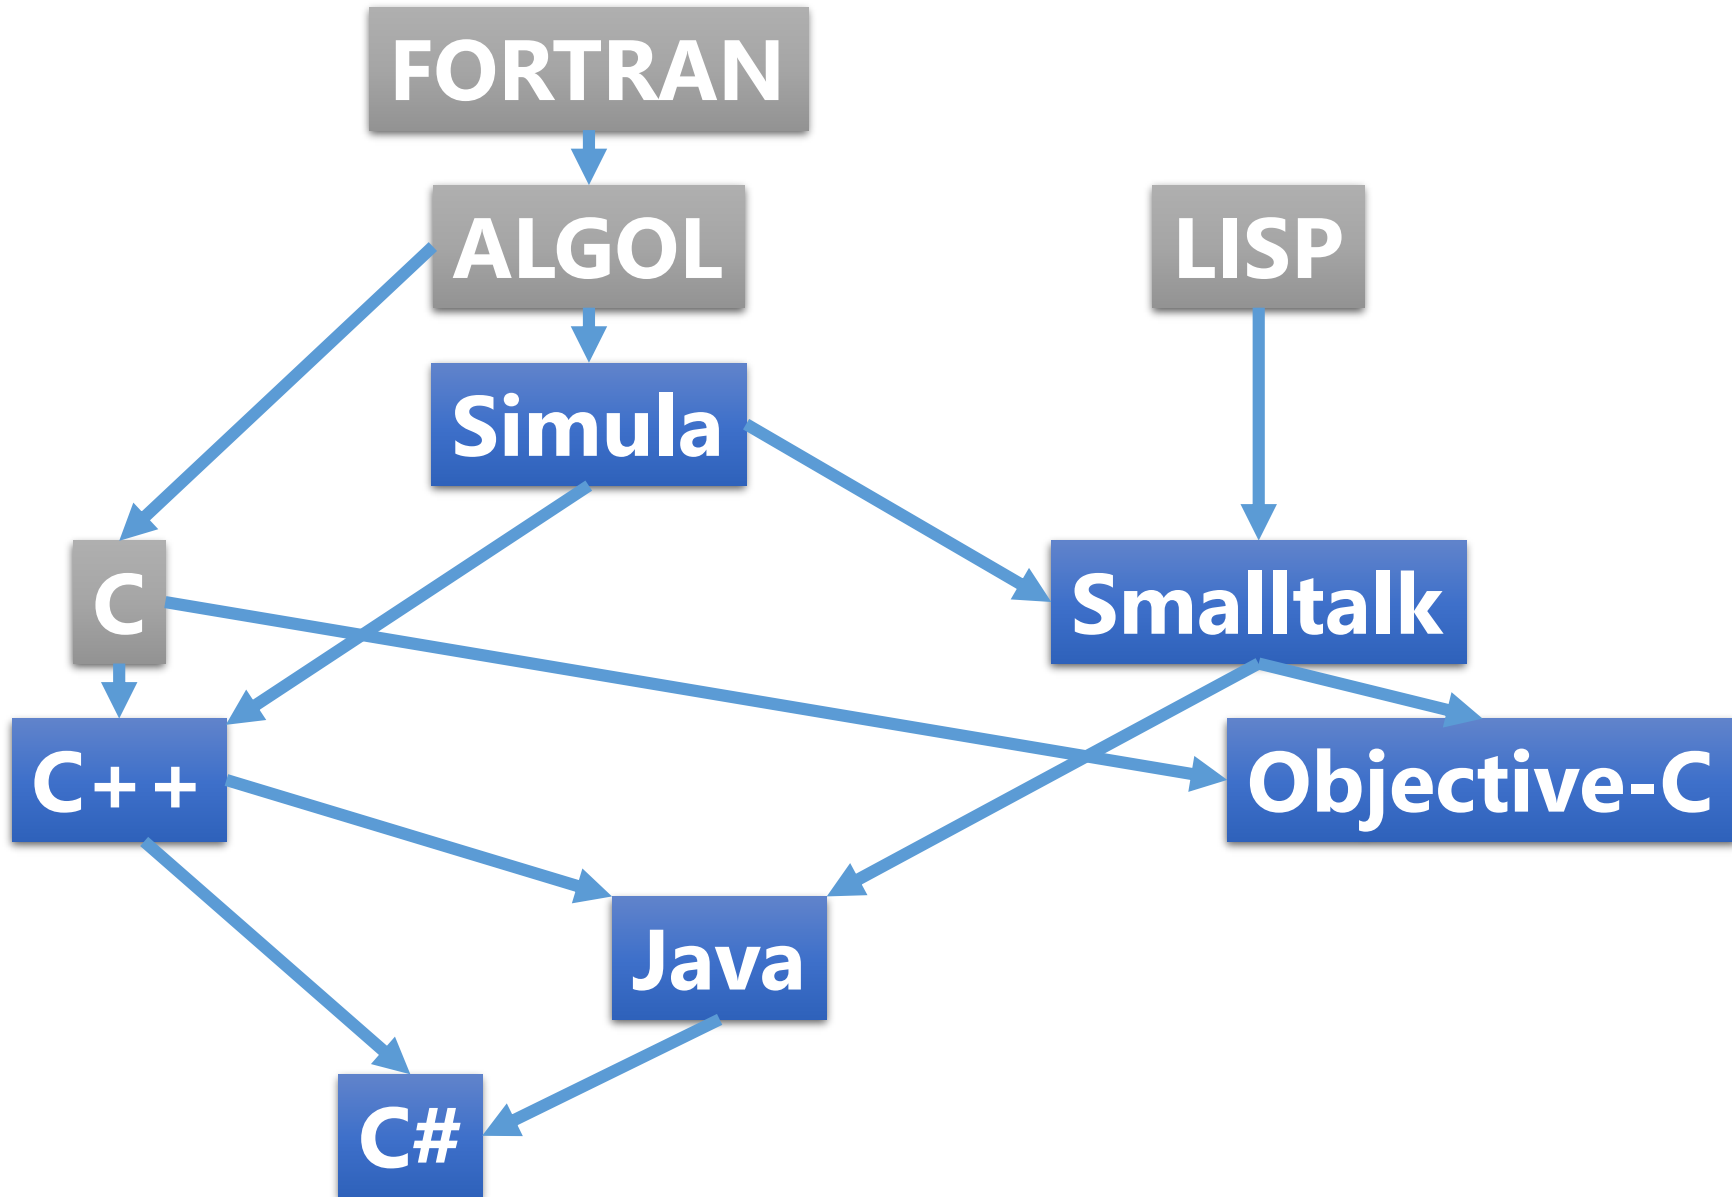 FORTRAN
ALGOL
LISP
Simula
C
Smalltalk
C++
Objective-C
Java
C#